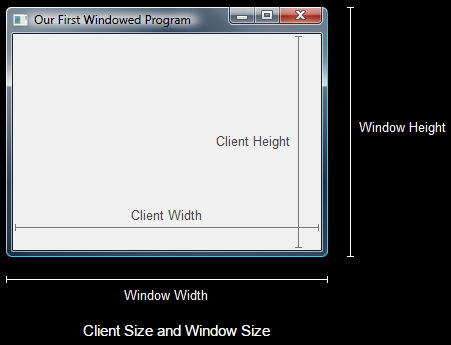 Our First Windowed Program
Client Height
Window Height
Client Width
Window Width
Client Size and Window Size